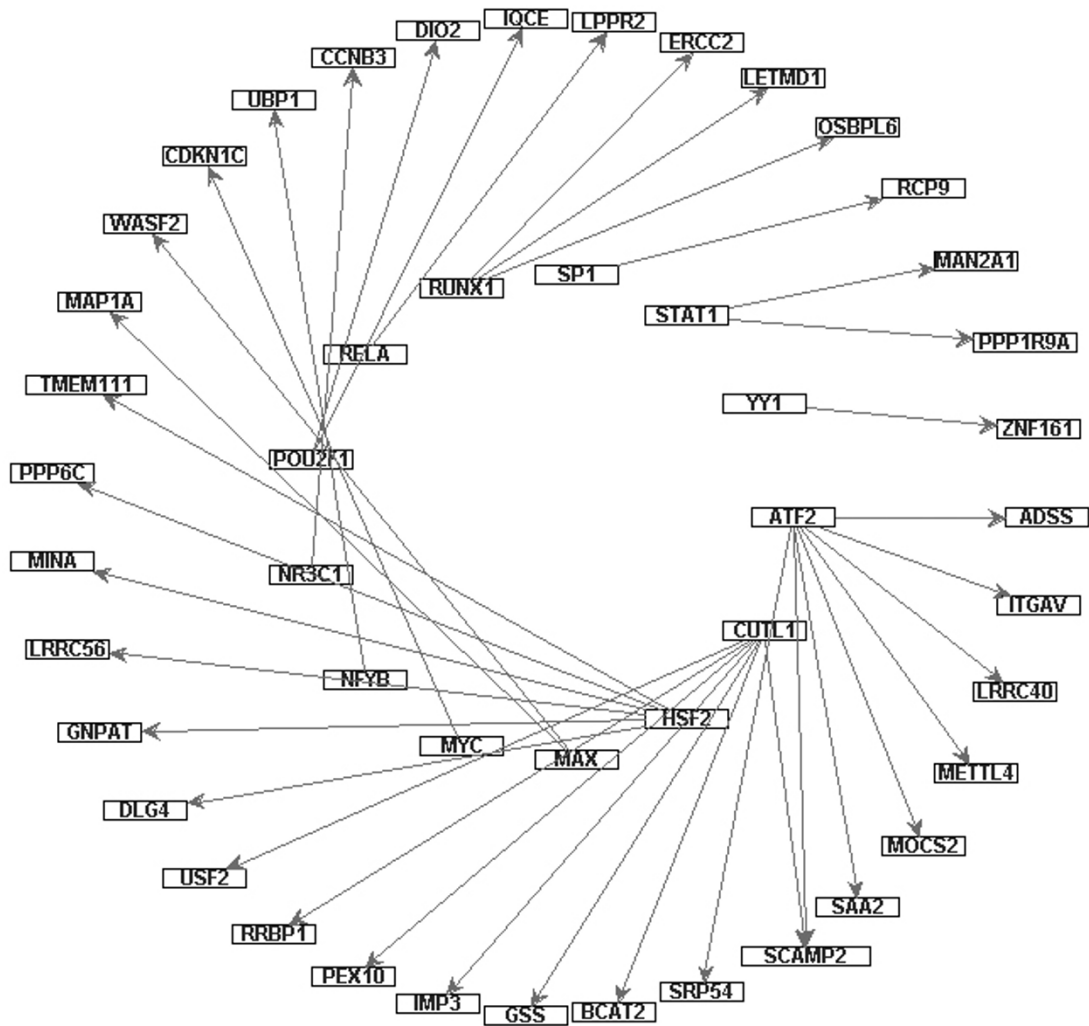 IQCE
LPPR2
DIO2
ERCC2
CCNB3
LETMD1
UBP1
OSBPL6
CDKN1C
RCP9
WASF2
MAN2A1
SP1
RUNX1
MAP1A
STAT1
PPP1R9A
RELA
TMEM111
YY1
ZNF161
POU2F1
PPP6C
ATF2
ADSS
MINA
NR3C1
ITGAV
CUTL1
LRRC56
NFYB
LRRC40
HSF2
GNPAT
MYC
MAX
METTL4
DLG4
MOCS2
USF2
SAA2
RRBP1
SCAMP2
PEX10
SRP54
IMP3
BCAT2
GSS